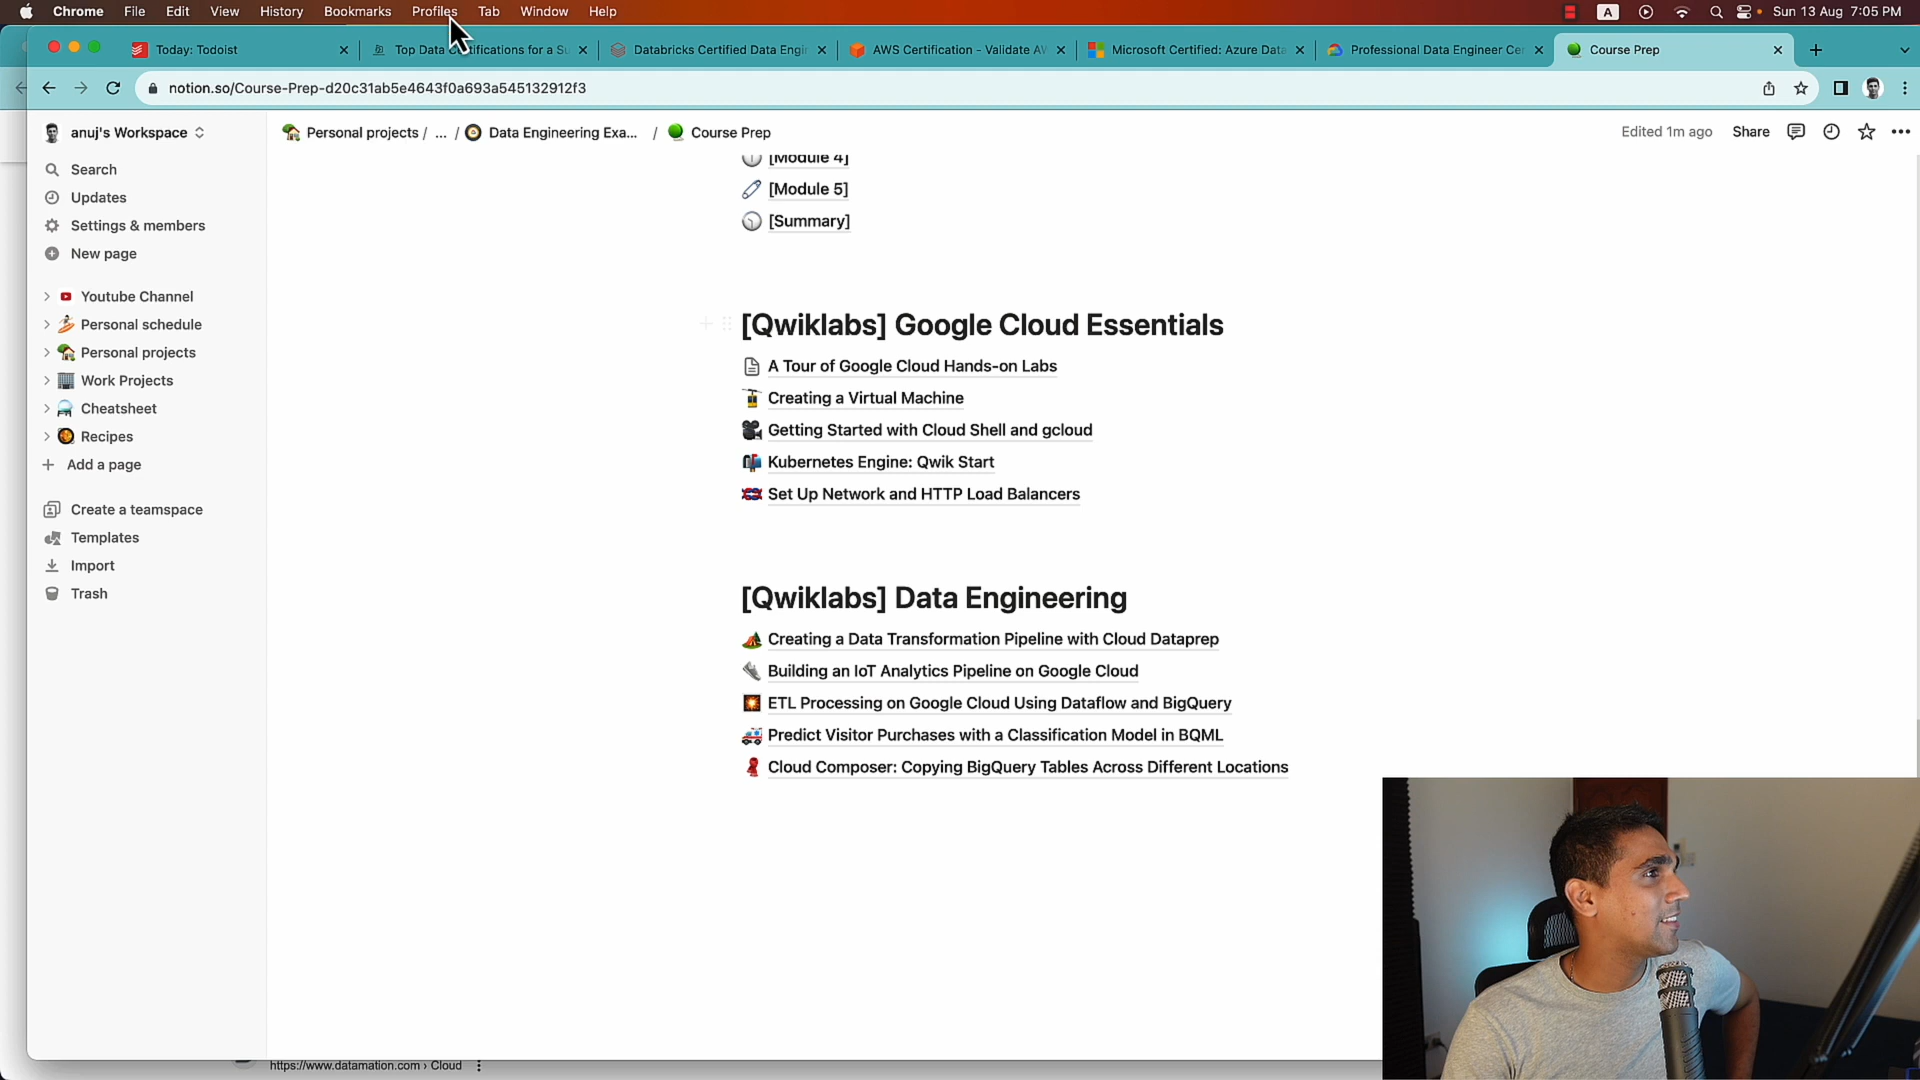 Chrome File Edit View History Bookmarks Profiles Tab Window Help A Sun 13 Aug 7:05 PM
Today: Todoist Top Data Certifications for a Su Databricks Certified Data Engin AWS Certification - Validate AW Microsoft Certified: Azure Data Professional Data Engineer Cer Course Prep
notion.so/Course-Prep-d20c31ab5e4643f0a693a545132912f3
anuj's Workspace Personal projects / ... / Data Engineering Exa... / Course Prep Edited 1m ago Share
Search
Updates
Settings & members
New page
Youtube Channel
Personal schedule
Personal projects
Work Projects
Cheatsheet
Recipes
Add a page
Create a teamspace
Templates
Import
Trash
[Module 4]
[Module 5]
[Summary]
[Qwiklabs] Google Cloud Essentials
A Tour of Google Cloud Hands-on Labs
Creating a Virtual Machine
Getting Started with Cloud Shell and gcloud
Kubernetes Engine: Qwik Start
Set Up Network and HTTP Load Balancers
[Qwiklabs] Data Engineering
Creating a Data Transformation Pipeline with Cloud Dataprep
Building an IoT Analytics Pipeline on Google Cloud
ETL Processing on Google Cloud Using Dataflow and BigQuery
Predict Visitor Purchases with a Classification Model in BQML
Cloud Composer: Copying BigQuery Tables Across Different Locations
https://www.datamation.com › Cloud